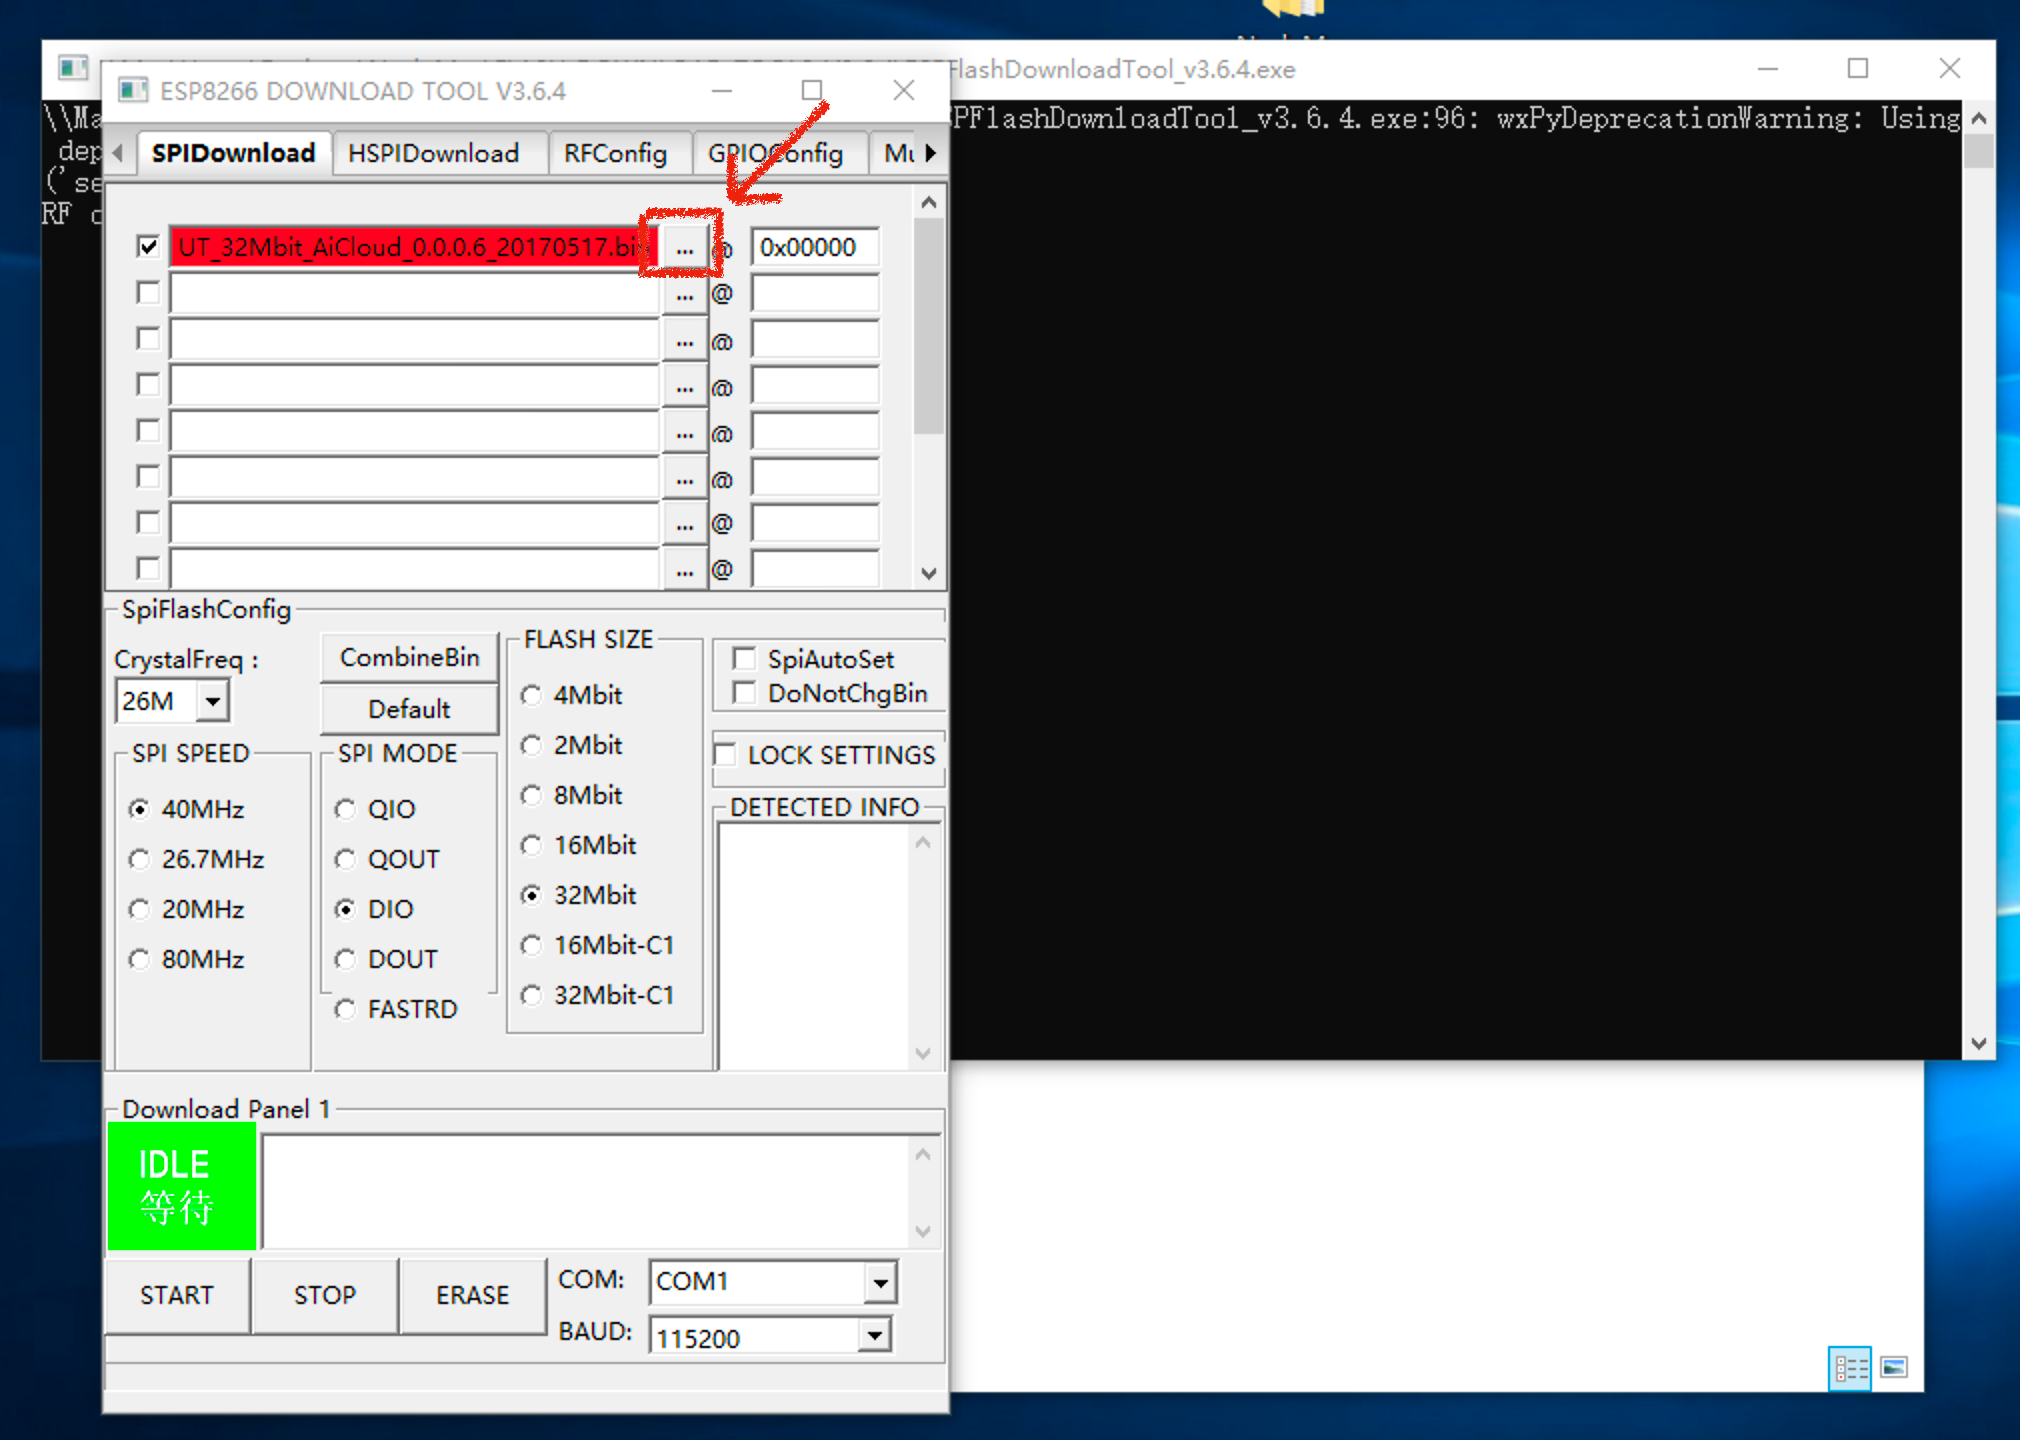 FlashDownloadTool_v3.6.4.exe
ESP8266 DOWNLOAD TOOL V3.6.4
PFlashDownloadTool_v3.6.4.exe:96: wxPyDeprecationWarning: Using
\\Ma
dep
('se
RF
SPIDownload HSPIDownload RFConfig GPIOConfig
UT_32Mbit_AiCloud_0.0.0.6_20170517.bi ... @ 0x00000
... @
... @
... @
... @
... @
... @
... @
SpiFlashConfig
CrystalFreq :
26M
CombineBin
Default
SPI SPEED
40MHz
26.7MHz
20MHz
80MHz
SPI MODE
QIO
QOUT
DIO
DOUT
FASTRD
FLASH SIZE
4Mbit
2Mbit
8Mbit
16Mbit
32Mbit
16Mbit-C1
32Mbit-C1
SpiAutoSet
DoNotChgBin
LOCK SETTINGS
DETECTED INFO
Download Panel 1
IDLE
等待
START STOP ERASE
COM: COM1
BAUD: 115200